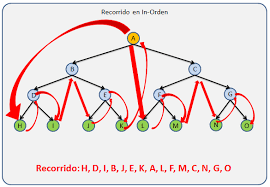 Recorrido en In-Orden
A
B
C
D
E
F
G
H
I
J
K
L
M
N
O
Recorrido: H, D, I, B, J, E, K, A, L, F, M, C, N, G, O